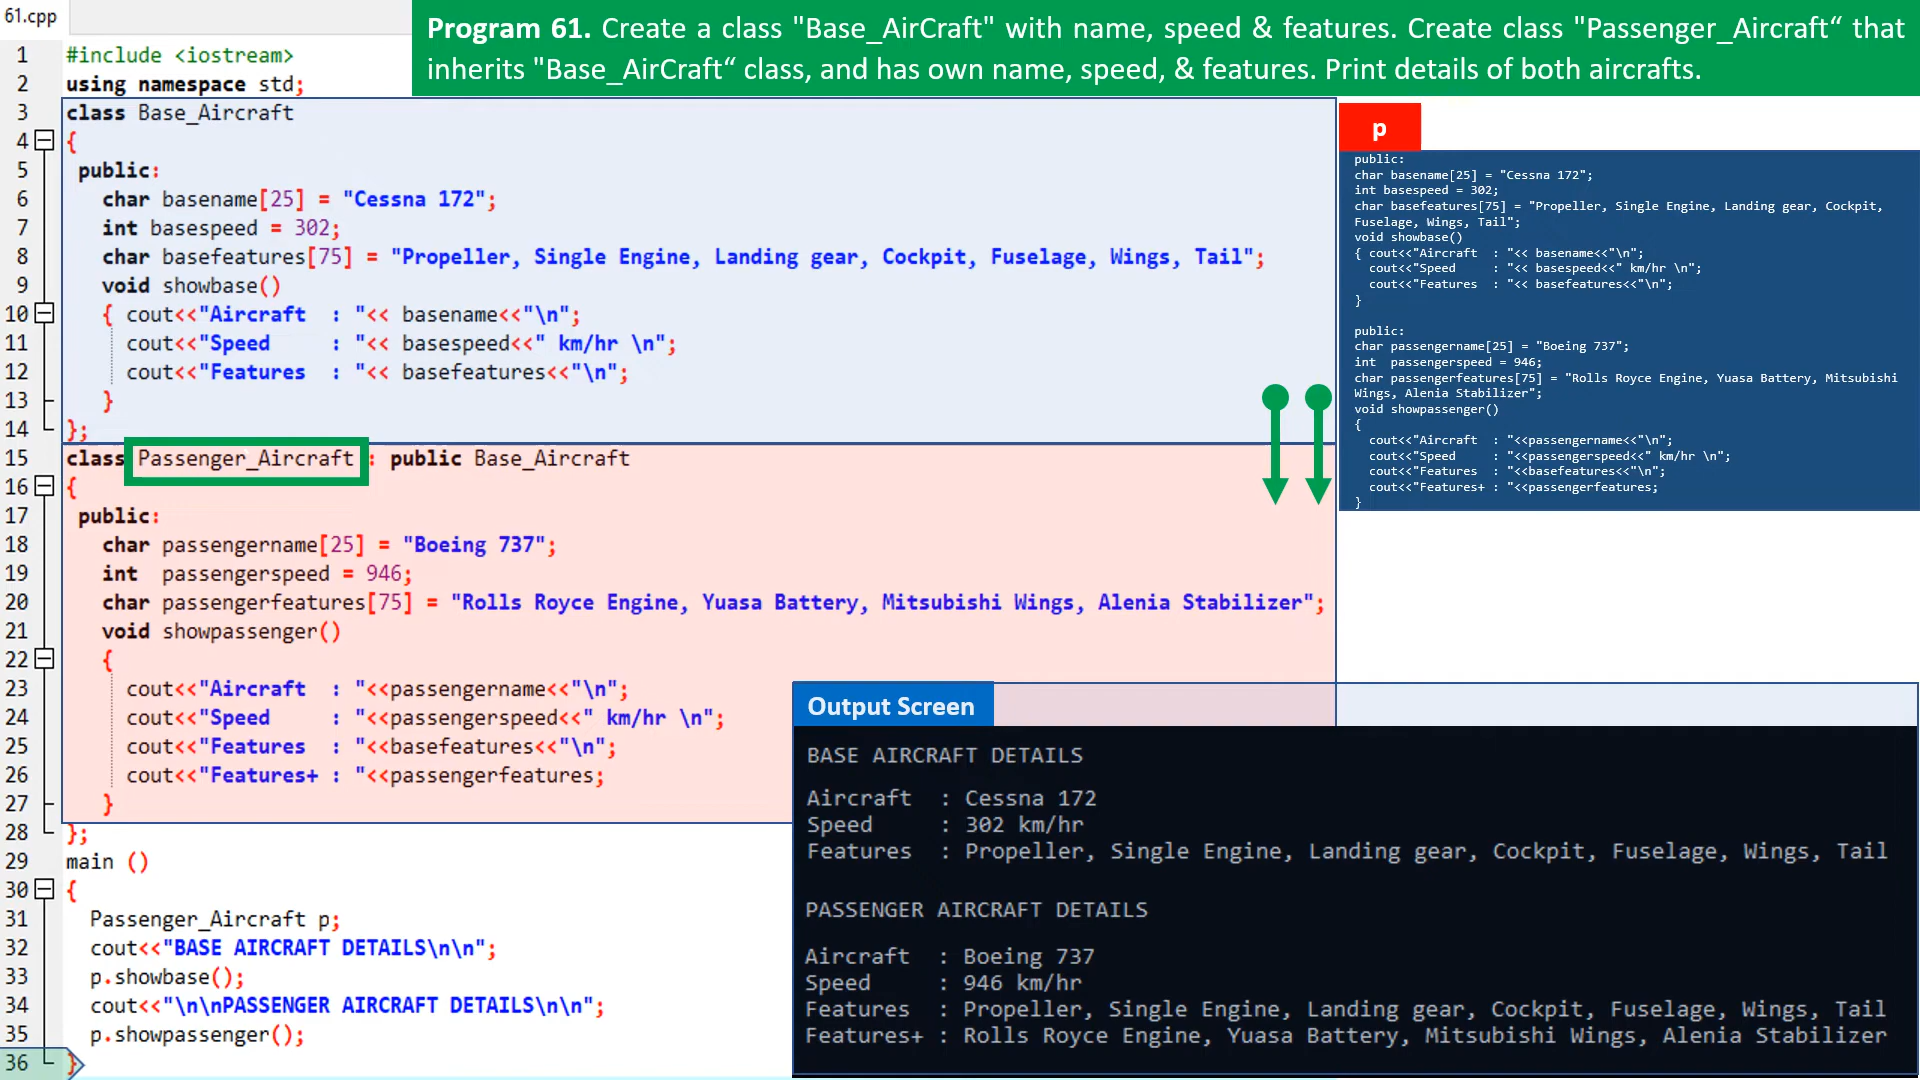 61.cpp
Program 61. Create a class "Base_AirCraft" with name, speed & features. Create class "Passenger_Aircraft“ that
inherits "Base_AirCraft“ class, and has own name, speed, & features. Print details of both aircrafts.
1 #include <iostream>
2 using namespace std;
3 class Base_Aircraft
4 {
5 public:
6 char basename[25] = "Cessna 172";
7 int basespeed = 302;
8 char basefeatures[75] = "Propeller, Single Engine, Landing gear, Cockpit, Fuselage, Wings, Tail";
9 void showbase()
10 { cout<<"Aircraft  : "<< basename<<"\n";
11 cout<<"Speed     : "<< basespeed<<" km/hr \n";
12 cout<<"Features  : "<< basefeatures<<"\n";
13 }
14 };
15 class Passenger_Aircraft : public Base_Aircraft
16 {
17 public:
18 char passengername[25] = "Boeing 737";
19 int  passengerspeed = 946;
20 char passengerfeatures[75] = "Rolls Royce Engine, Yuasa Battery, Mitsubishi Wings, Alenia Stabilizer";
21 void showpassenger()
22 {
23 cout<<"Aircraft  : "<<passengername<<"\n";
24 cout<<"Speed     : "<<passengerspeed<<" km/hr \n";
25 cout<<"Features  : "<<basefeatures<<"\n";
26 cout<<"Features+ : "<<passengerfeatures;
27 }
28 };
29 main ()
30 {
31 Passenger_Aircraft p;
32 cout<<"BASE AIRCRAFT DETAILS\n\n";
33 p.showbase();
34 cout<<"\n\nPASSENGER AIRCRAFT DETAILS\n\n";
35 p.showpassenger();
36 }
p
public:
char basename[25] = "Cessna 172";
int basespeed = 302;
char basefeatures[75] = "Propeller, Single Engine, Landing gear, Cockpit,
Fuselage, Wings, Tail";
void showbase()
{ cout<<"Aircraft  : "<< basename<<"\n";
cout<<"Speed     : "<< basespeed<<" km/hr \n";
cout<<"Features  : "<< basefeatures<<"\n";
}
public:
char passengername[25] = "Boeing 737";
int  passengerspeed = 946;
char passengerfeatures[75] = "Rolls Royce Engine, Yuasa Battery, Mitsubishi
Wings, Alenia Stabilizer";
void showpassenger()
{
cout<<"Aircraft  : "<<passengername<<"\n";
cout<<"Speed     : "<<passengerspeed<<" km/hr \n";
cout<<"Features  : "<<basefeatures<<"\n";
cout<<"Features+ : "<<passengerfeatures;
}
Output Screen
BASE AIRCRAFT DETAILS
Aircraft  : Cessna 172
Speed     : 302 km/hr
Features  : Propeller, Single Engine, Landing gear, Cockpit, Fuselage, Wings, Tail
PASSENGER AIRCRAFT DETAILS
Aircraft  : Boeing 737
Speed     : 946 km/hr
Features  : Propeller, Single Engine, Landing gear, Cockpit, Fuselage, Wings, Tail
Features+ : Rolls Royce Engine, Yuasa Battery, Mitsubishi Wings, Alenia Stabilizer